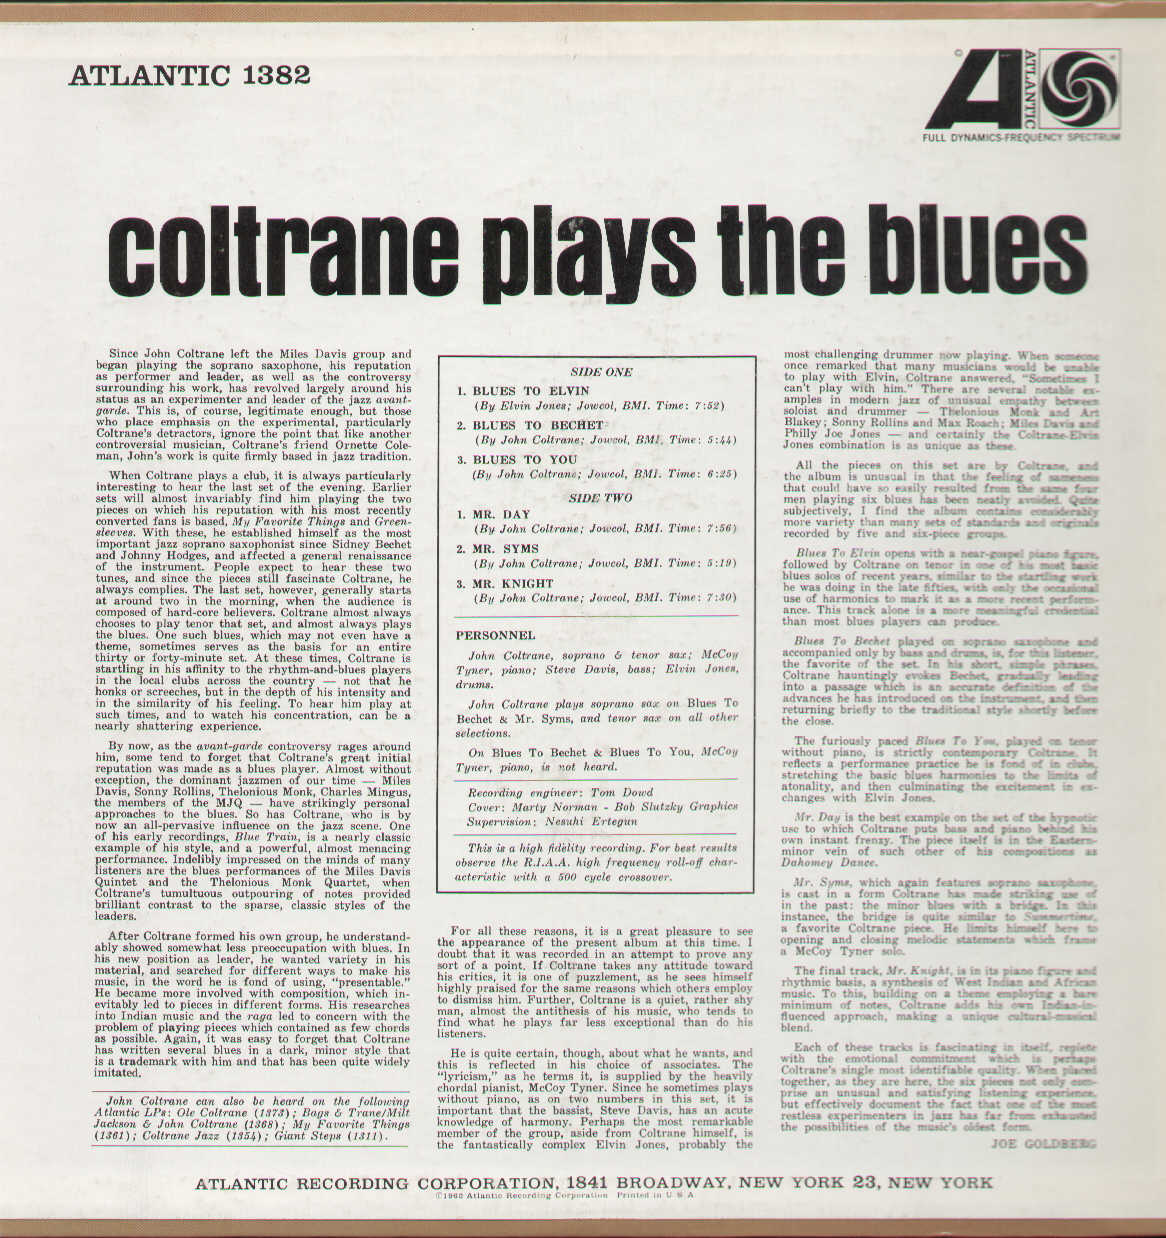 ATLANTIC 1382
ATLANTIC
FULL DYNAMICS-FREQUENCY SPECTRUM
coltrane plays the blues
Since John Coltrane left the Miles Davis group and
began playing the soprano saxophone, his reputation
as performer and leader, as well as the controversy
surrounding his work, has revolved largely around his
status as an experimenter and leader of the jazz avant-
garde. This is, of course, legitimate enough, but those
who place emphasis on the experimental, particularly
Coltrane's detractors, ignore the point that like another
controversial musician, Coltrane's friend Ornette Cole-
man, John's work is quite firmly based in jazz tradition.
When Coltrane plays a club, it is always particularly
interesting to hear the last set of the evening. Earlier
sets will almost invariably find him playing the two
pieces on which his reputation with his most recently
converted fans is based, My Favorite Things and Green-
sleeves. With these, he established himself as the most
important jazz soprano saxophonist since Sidney Bechet
and Johnny Hodges, and affected a general renaissance
of the instrument. People expect to hear these two
tunes, and since the pieces still fascinate Coltrane, he
always complies. The last set, however, generally starts
at around two in the morning, when the audience is
composed of hard-core believers. Coltrane almost always
chooses to play tenor that set, and almost always plays
the blues. One such blues, which may not even have a
theme, sometimes serves as the basis for an entire
thirty or forty-minute set. At these times, Coltrane is
startling in his affinity to the rhythm-and-blues players
in the local clubs across the country — not that he
honks or screeches, but in the depth of his intensity and
in the similarity of his feeling. To hear him play at
such times, and to watch his concentration, can be a
nearly shattering experience.
By now, as the avant-garde controversy rages around
him, some tend to forget that Coltrane's great initial
reputation was made as a blues player. Almost without
exception, the dominant jazzmen of our time — Miles
Davis, Sonny Rollins, Thelonious Monk, Charles Mingus,
the members of the MJQ — have strikingly personal
approaches to the blues. So has Coltrane, who is by
now an all-pervasive influence on the jazz scene. One
of his early recordings, Blue Train, is a nearly classic
example of his style, and a powerful, almost menacing
performance. Indelibly impressed on the minds of many
listeners are the blues performances of the Miles Davis
Quintet and the Thelonious Monk Quartet, when
Coltrane's tumultuous outpouring of notes provided
brilliant contrast to the sparse, classic styles of the
leaders.
After Coltrane formed his own group, he understand-
ably showed somewhat less preoccupation with blues. In
his new position as leader, he wanted variety in his
material, and searched for different ways to make his
music, in the word he is fond of using, "presentable."
He became more involved with composition, which in-
evitably led to pieces in different forms. His researches
into Indian music and the raga led to concern with the
problem of playing pieces which contained as few chords
as possible. Again, it was easy to forget that Coltrane
has written several blues in a dark, minor style that
is a trademark with him and that has been quite widely
imitated.
John Coltrane can also be heard on the following
Atlantic LP's: Ole Coltrane (1373); Bags & Trane/Milt
Jackson & John Coltrane (1368); My Favorite Things
(1361); Coltrane Jazz (1354); Giant Steps (1311).
SIDE ONE
1. BLUES TO ELVIN
(By Elvin Jones; Jowcol, BMI. Time: 7:52)
2. BLUES TO BECHET
(By John Coltrane; Jowcol, BMI. Time: 5:44)
3. BLUES TO YOU
(By John Coltrane; Jowcol, BMI. Time: 6:25)
SIDE TWO
1. MR. DAY
(By John Coltrane; Jowcol, BMI. Time: 7:56)
2. MR. SYMS
(By John Coltrane; Jowcol, BMI. Time: 5:19)
3. MR. KNIGHT
(By John Coltrane; Jowcol, BMI. Time: 7:30)
PERSONNEL
John Coltrane, soprano & tenor sax; McCoy
Tyner, piano; Steve Davis, bass; Elvin Jones,
drums.
John Coltrane plays soprano sax on Blues To
Bechet & Mr. Syms, and tenor sax on all other
selections.
On Blues To Bechet & Blues To You, McCoy
Tyner, piano, is not heard.
Recording engineer: Tom Dowd
Cover: Marty Norman - Bob Slutzky Graphics
Supervision: Nesuhi Ertegun
This is a high fidelity recording. For best results
observe the R.I.A.A. high frequency roll-off char-
acteristic with a 500 cycle crossover.
For all these reasons, it is a great pleasure to see
the appearance of the present album at this time. I
doubt that it was recorded in an attempt to prove any
sort of a point. If Coltrane takes any attitude toward
his critics, it is one of puzzlement, as he sees himself
highly praised for the same reasons which others employ
to dismiss him. Further, Coltrane is a quiet, rather shy
man, almost the antithesis of his music, who tends to
find what he plays far less exceptional than do his
listeners.
He is quite certain, though, about what he wants, and
this is reflected in his choice of associates. The
"lyricism," as he terms it, is supplied by the heavily
chordal pianist, McCoy Tyner. Since he sometimes plays
without piano, as on two numbers in this set, it is
important that the bassist, Steve Davis, has an acute
knowledge of harmony. Perhaps the most remarkable
member of the group, aside from Coltrane himself, is
the fantastically complex Elvin Jones, probably the
most challenging drummer now playing. When someone
once remarked that many musicians would be unable
to play with Elvin, Coltrane answered, "Sometimes I
can't play with him." There are several notable ex-
amples in modern jazz of unusual empathy between
soloist and drummer — Thelonious Monk and Art
Blakey; Sonny Rollins and Max Roach; Miles Davis and
Philly Joe Jones — and certainly the Coltrane-Elvin
Jones combination is as unique as these.
All the pieces on this set are by Coltrane, and
the album is unusual in that the feeling of sameness
that could have so easily resulted from the same four
men playing six blues has been neatly avoided. Quite
subjectively, I find the album contains considerably
more variety than many sets of standards and originals
recorded by five and six-piece groups.
Blues To Elvin opens with a near-gospel piano figure,
followed by Coltrane on tenor in one of his most basic
blues solos of recent years, similar to the startling work
he was doing in the late fifties, with only the occasional
use of harmonics to mark it as a more recent perform-
ance. This track alone is a more meaningful credential
than most blues players can produce.
Blues To Bechet played on soprano saxophone and
accompanied only by bass and drums, is, for this listener,
the favorite of the set. In his short, simple phrases,
Coltrane hauntingly evokes Bechet, gradually leading
into a passage which is an accurate definition of the
advances he has introduced on the instrument, and then
returning briefly to the traditional style shortly before
the close.
The furiously paced Blues To You, played on tenor
without piano, is strictly contemporary Coltrane. It
reflects a performance practice he is fond of in clubs,
stretching the basic blues harmonies to the limits of
atonality, and then culminating the excitement in ex-
changes with Elvin Jones.
Mr. Day is the best example on the set of the hypnotic
use to which Coltrane puts bass and piano behind his
own instant frenzy. The piece itself is in the Eastern-
minor vein of such other of his compositions as
Dahomey Dance.
Mr. Syms, which again features soprano saxophone,
is cast in a form Coltrane has made striking use of
in the past: the minor blues with a bridge. In this
instance, the bridge is quite similar to Summertime,
a favorite Coltrane piece. He limits himself here to
opening and closing melodic statements which frame
a McCoy Tyner solo.
The final track, Mr. Knight, is in its piano figure and
rhythmic basis, a synthesis of West Indian and African
music. To this, building on a theme employing a bare
minimum of notes, Coltrane adds his own Indian-in-
fluenced approach, making a unique cultural-musical
blend.
Each of these tracks is fascinating in itself, replete
with the emotional commitment which is perhaps
Coltrane's single most identifiable quality. When placed
together, as they are here, the six pieces not only com-
prise an unusual and satisfying listening experience,
but effectively document the fact that one of the most
restless experimenters in jazz has far from exhausted
the possibilities of the music's oldest form.
JOE GOLDBERG
ATLANTIC RECORDING CORPORATION, 1841 BROADWAY, NEW YORK 23, NEW YORK
Atlantic Recording Corporation Printed in U S A